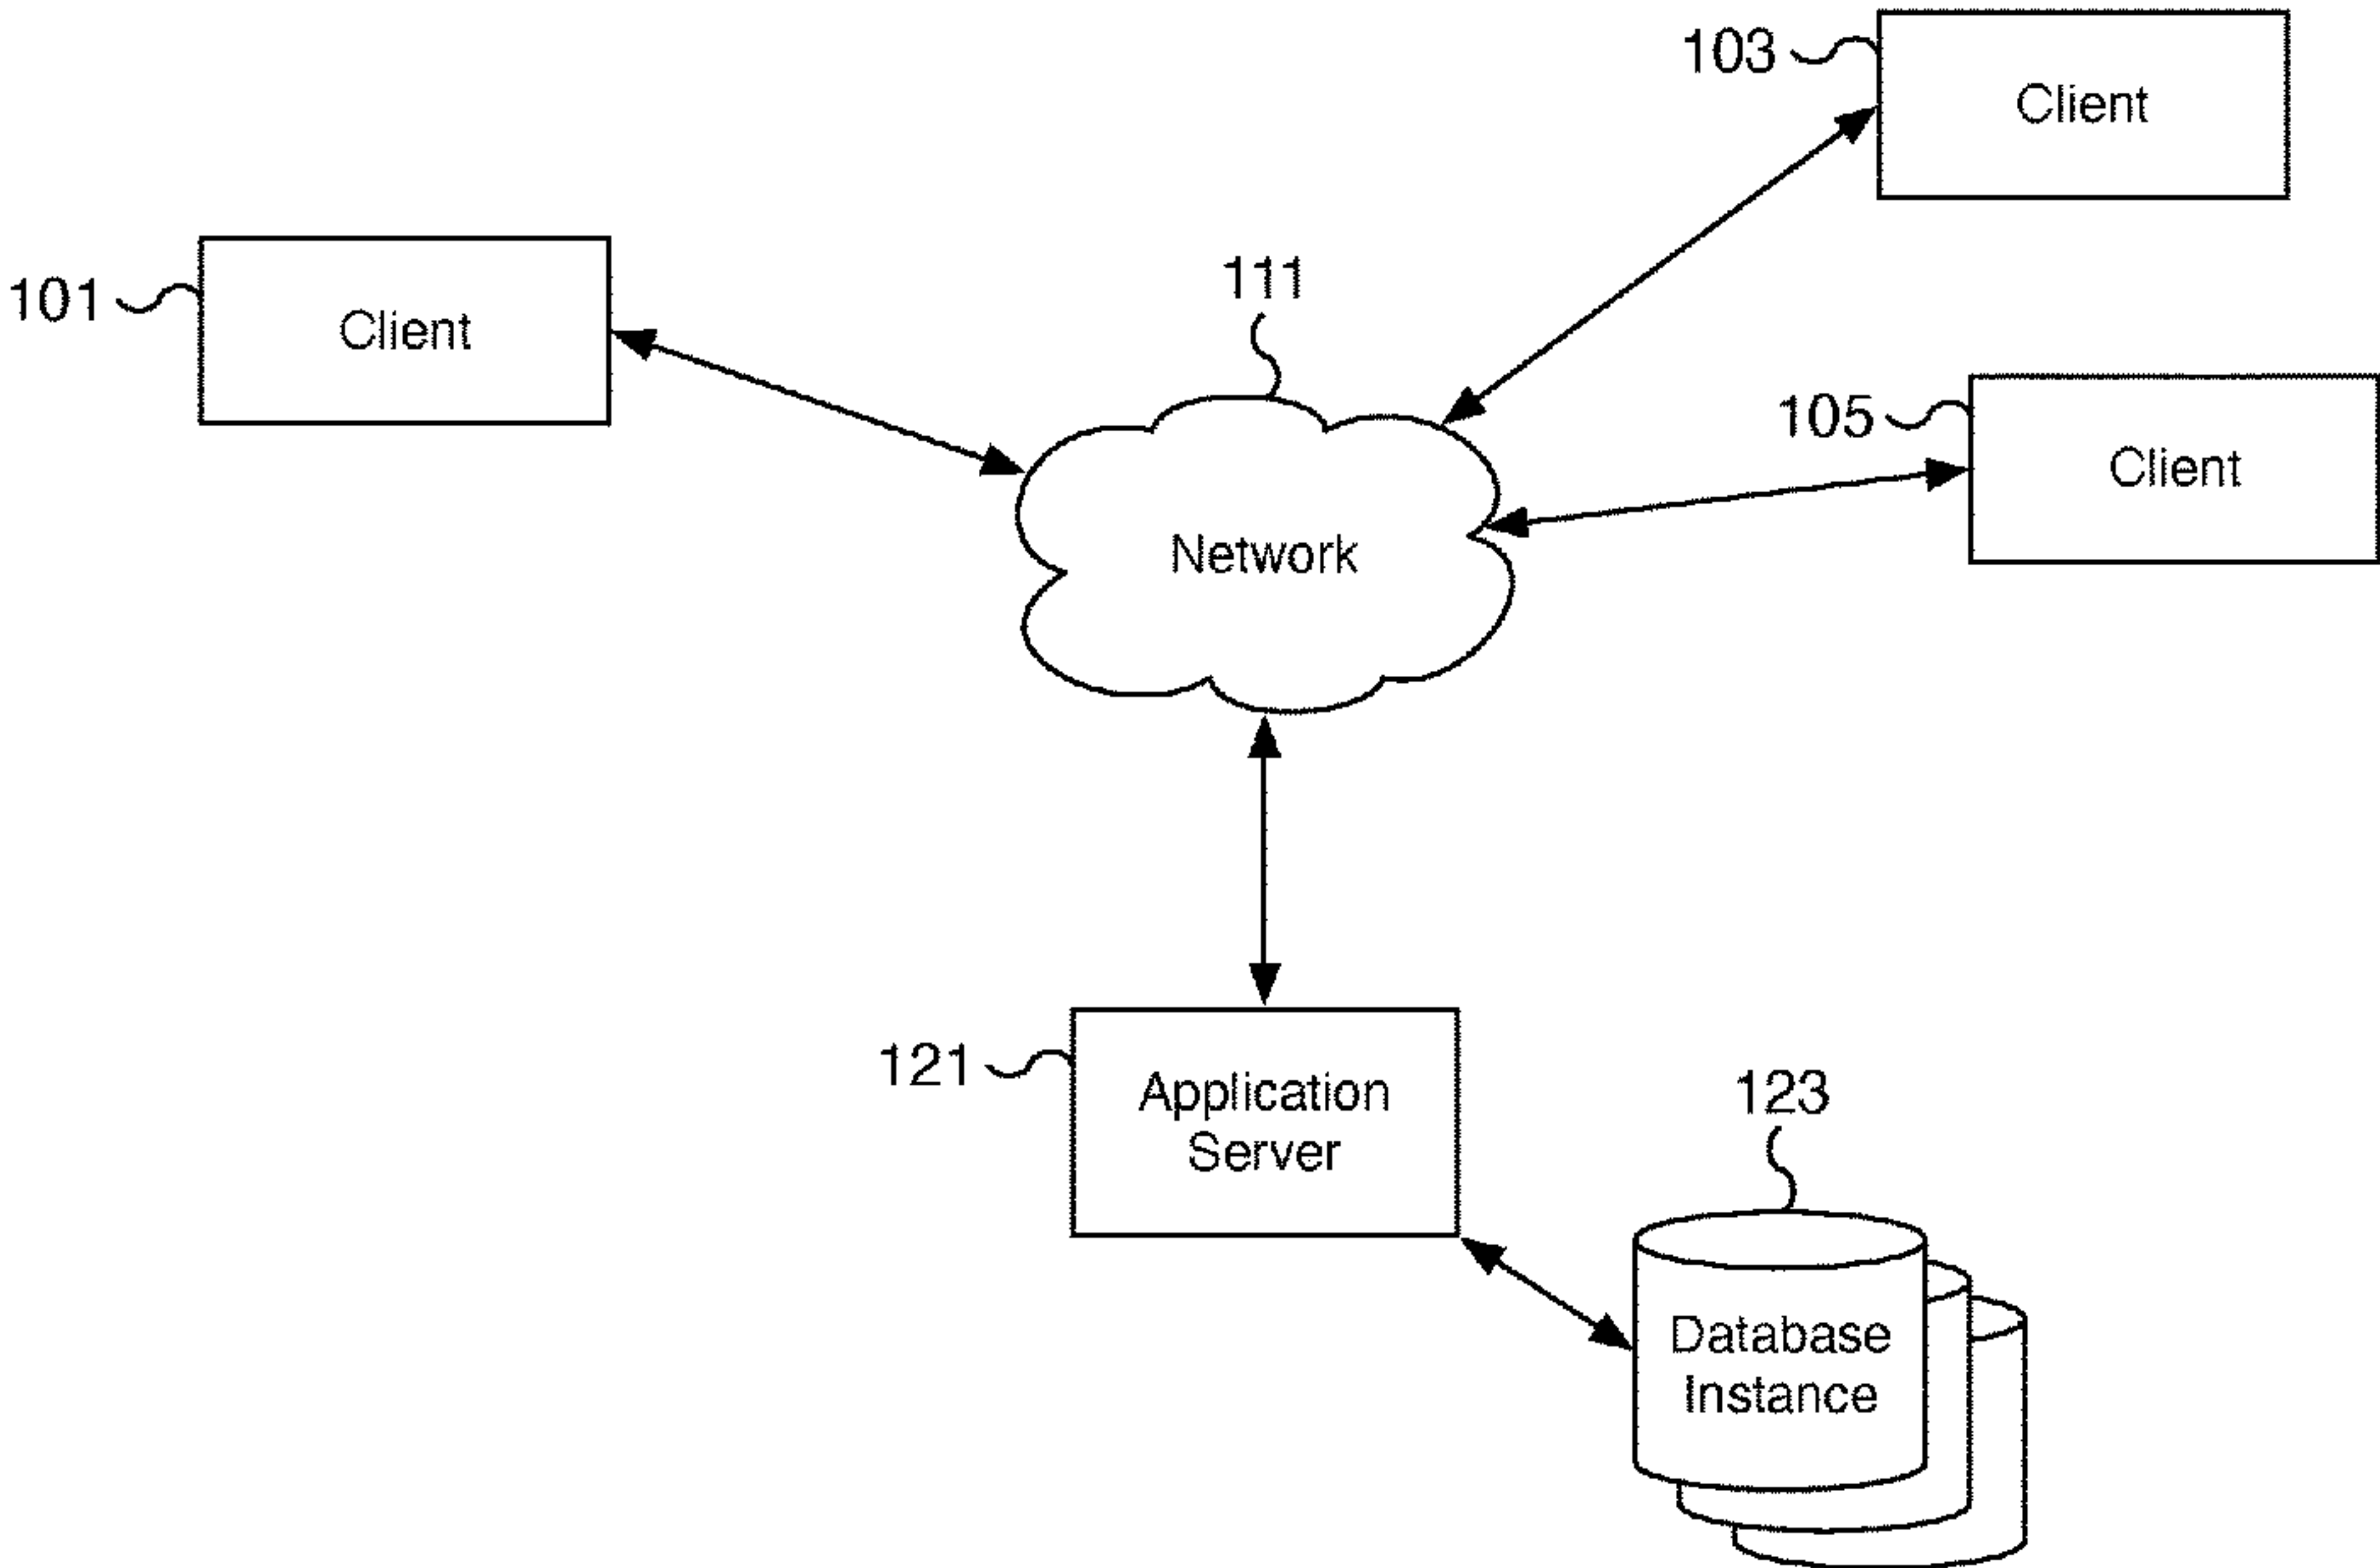 103
Client
101
Client
111
105
Client
Network
121
Application
Server
123
Database
Instance